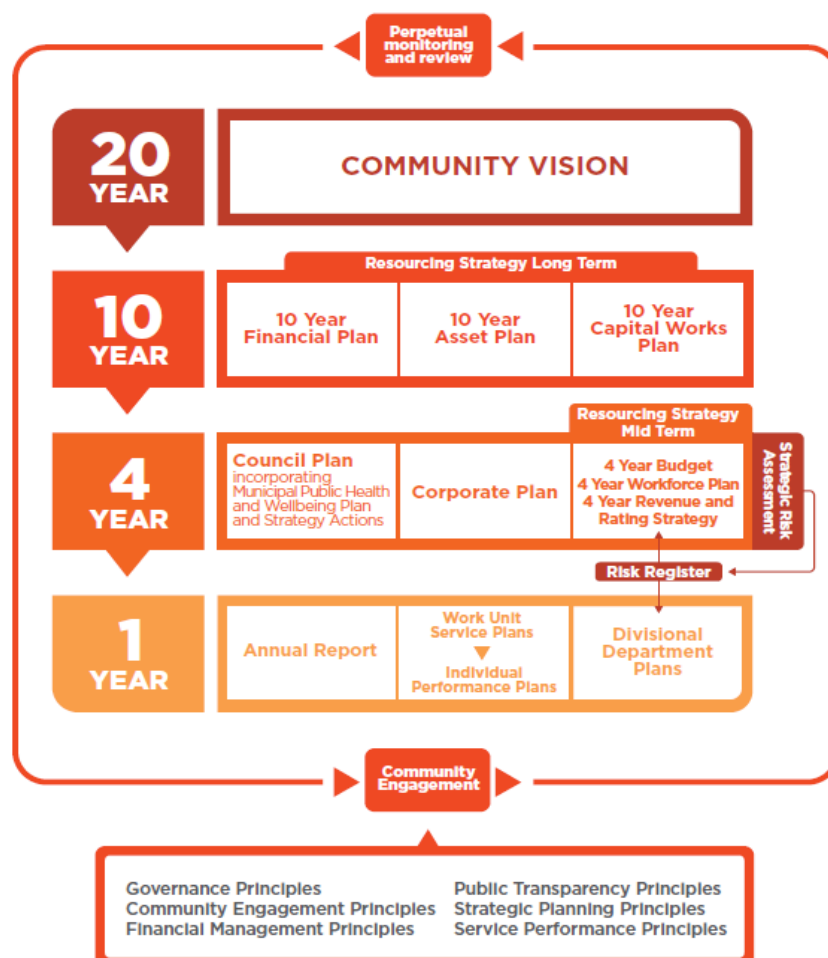 Perpetual
monitoring
and review
20
YEAR
COMMUNITY VISION
Resourcing Strategy Long Term
10
YEAR
10 Year
Financial Plan
10 Year
Asset Plan
10 Year
Capital Works
Plan
Resourcing Strategy
Mid Term
4
YEAR
Council Plan
incorporating
Municipal Public Health
and Wellbeing Plan
and Strategy Actions
Corporate Plan
4 Year Budget
4 Year Workforce Plan
4 Year Revenue and
Rating Strategy
Strategic Risk
Assessment
Risk Register
1
YEAR
Annual Report
Work Unit
Service Plans
Individual
Performance Plans
Divisional
Department
Plans
Community
Engagement
Governance Principles
Community Engagement Principles
Financial Management Principles
Public Transparency Principles
Strategic Planning Principles
Service Performance Principles